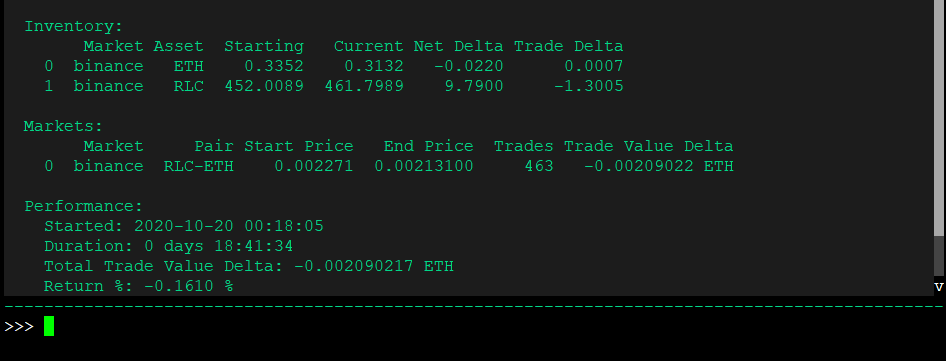 Inventory:
Market Asset Starting Current Net Delta Trade Delta
0 binance ETH 0.3352 0.3132 -0.0220 0.0007
1 binance RLC 452.0089 461.7989 9.7900 -1.3005
Markets:
Market Pair Start Price End Price Trades Trade Value Delta
0 binance RLC-ETH 0.002271 0.00213100 463 -0.00209022 ETH
Performance:
Started: 2020-10-20 00:18:05
Duration: 0 days 18:41:34
Total Trade Value Delta: -0.002090217 ETH
Return %: -0.1610 %
v
--------------------------------------------------------------------------------------
>>>